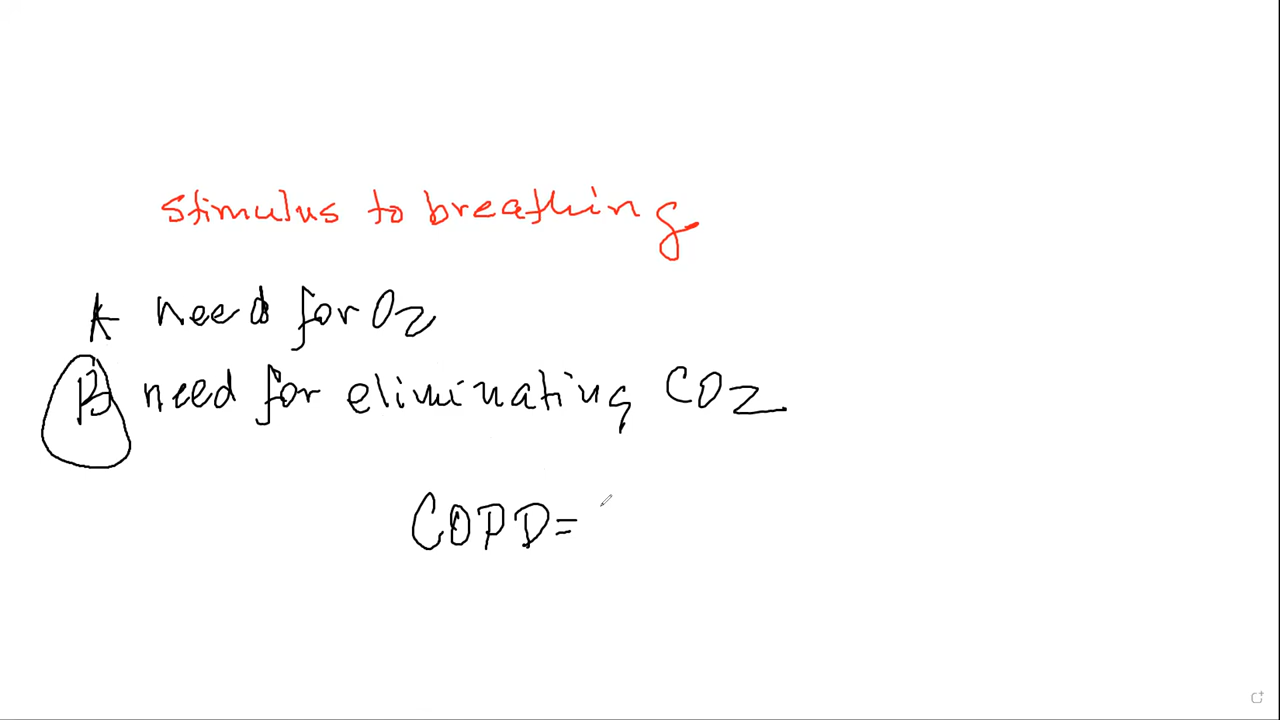 stimulus to breathing
A need for O2
B need for eliminating CO2
COPD=